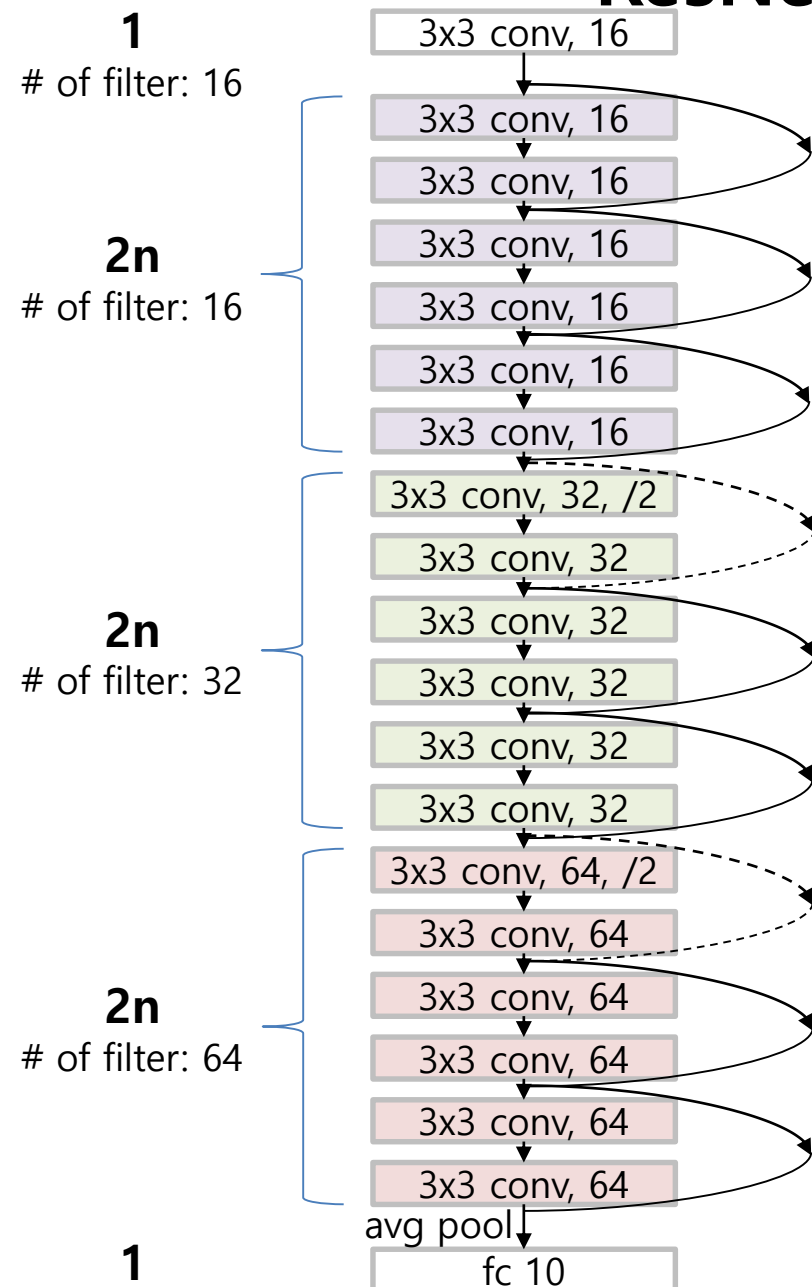 1
# of filter: 16
3x3 conv, 16
2n
# of filter: 16
3x3 conv, 16
3x3 conv, 16
3x3 conv, 16
3x3 conv, 16
3x3 conv, 16
3x3 conv, 16
2n
# of filter: 32
3x3 conv, 32, /2
3x3 conv, 32
3x3 conv, 32
3x3 conv, 32
3x3 conv, 32
3x3 conv, 32
2n
# of filter: 64
3x3 conv, 64, /2
3x3 conv, 64
3x3 conv, 64
3x3 conv, 64
3x3 conv, 64
3x3 conv, 64
avg pool
1
fc 10